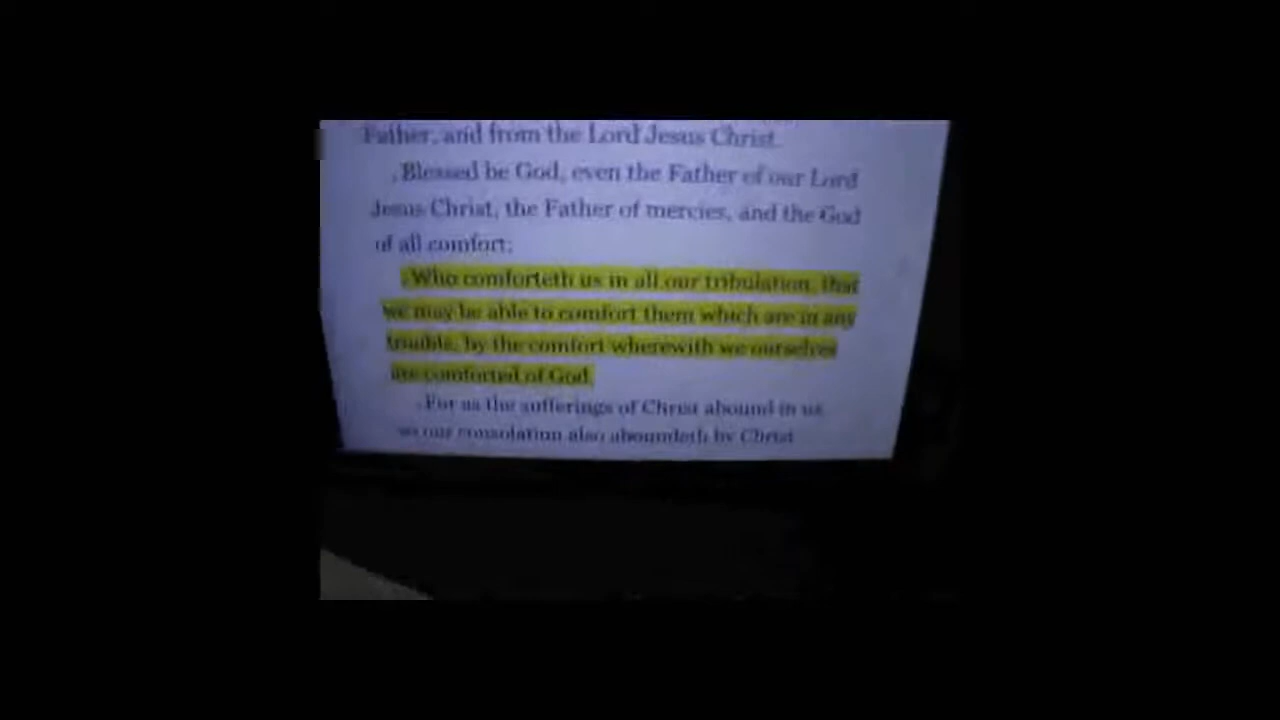 Father, and from the Lord Jesus Christ.
Blessed be God, even the Father of our Lord
Jesus Christ, the Father of mercies, and the God
of all comfort;
Who comforteth us in all our tribulation, that
we may be able to comfort them which are in any
trouble, by the comfort wherewith we ourselves
are comforted of God.
For as the sufferings of Christ abound in us,
so our consolation also aboundeth by Christ